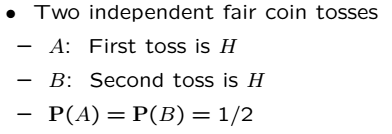 • Two independent fair coin tosses
– A: First toss is H
– B: Second toss is H
– P(A) = P(B) = 1/2